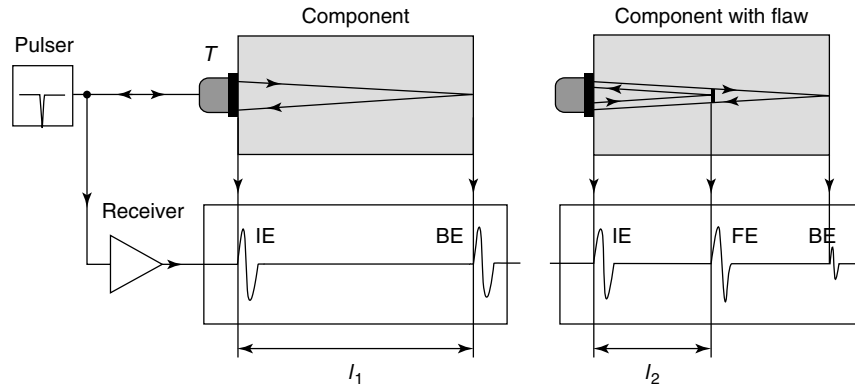 Component
Component with flaw
Pulser
T
Receiver
IE
BE
IE
FE
BE
l1
l2